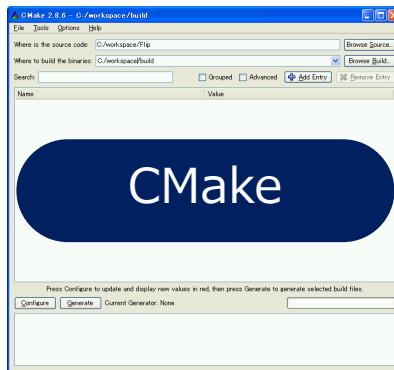 CMake 2.8.6 - C:/workspace/build
File Tools Options Help
Where is the source code: C:/workspace/Flip Browse Source...
Where to build the binaries: C:/workspace/build Browse Build...
Search: Grouped Advanced Add Entry Remove Entry
Name Value
CMake
Press Configure to update and display new values in red, then press Generate to generate selected build files.
Configure Generate Current Generator: None